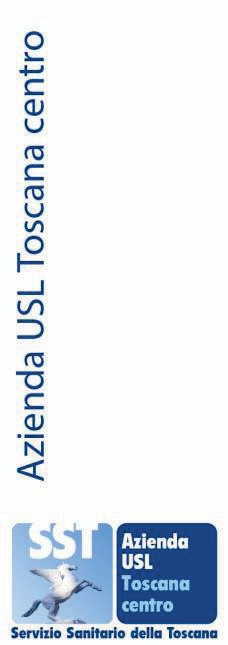 Azienda USL Toscana centro
SST
Azienda
USL
Toscana
centro
Servizio Sanitario della Toscana